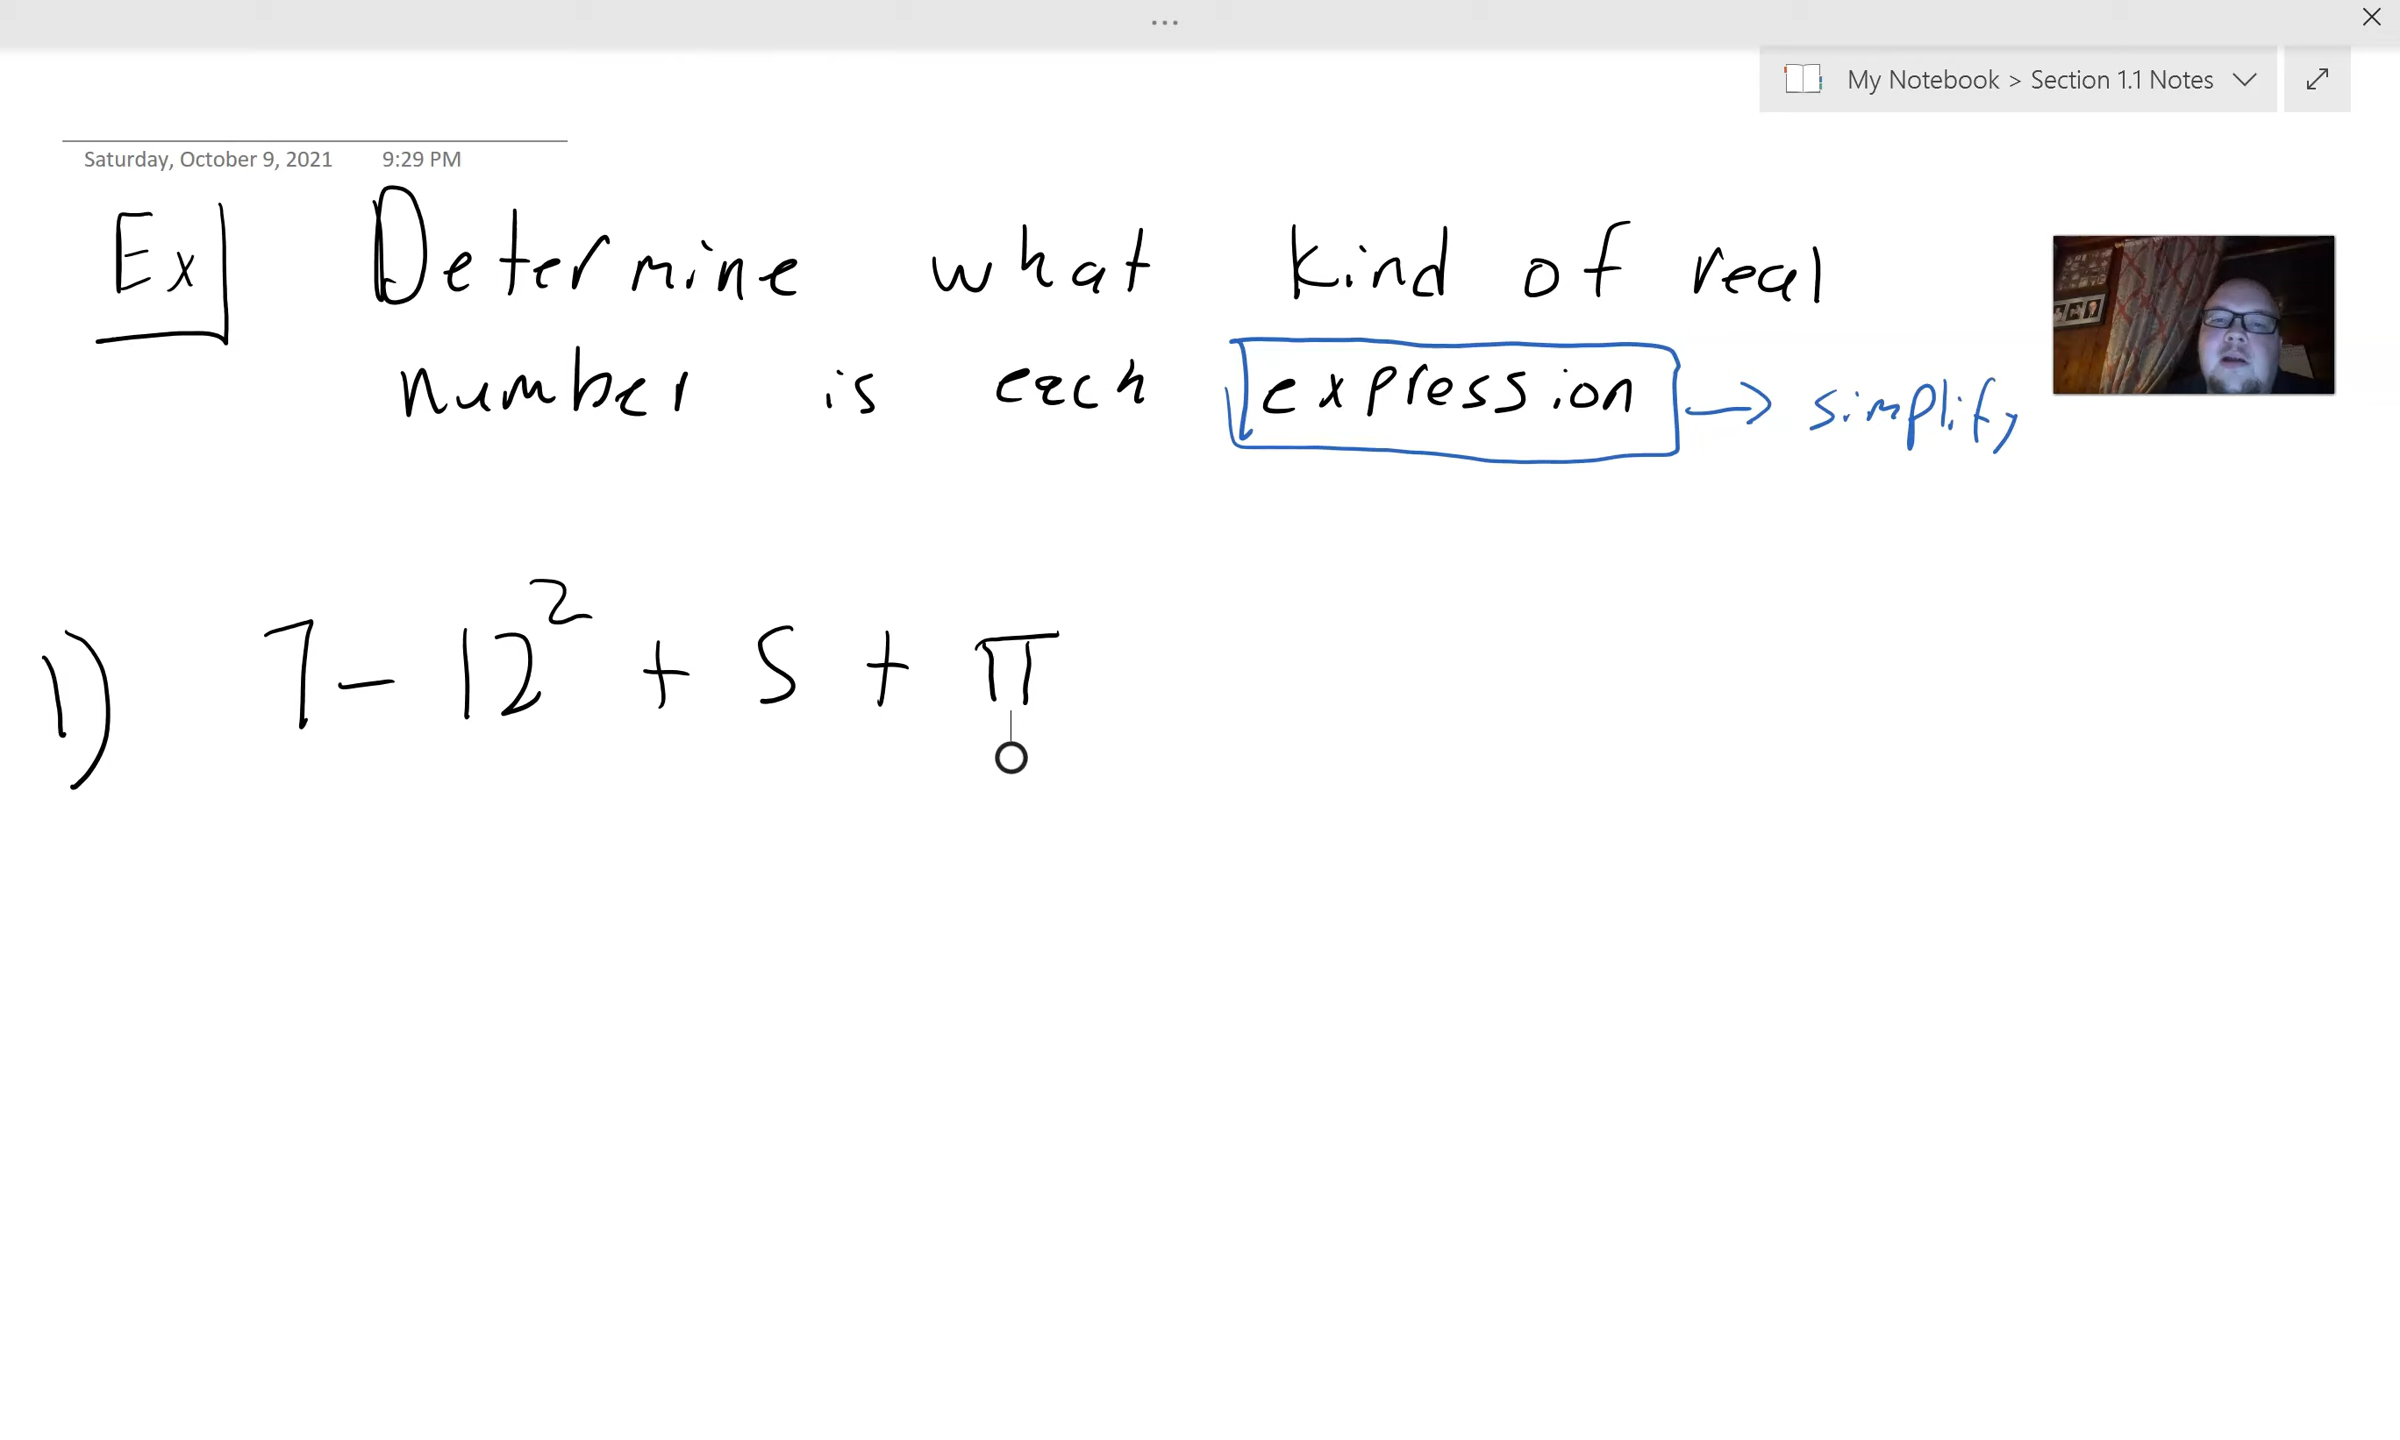 ...
My Notebook > Section 1.1 Notes
Saturday, October 9, 2021 9:29 PM
Ex Determine what kind of real
number is each expression → simplify
1) 7 - 12² + 5 + π